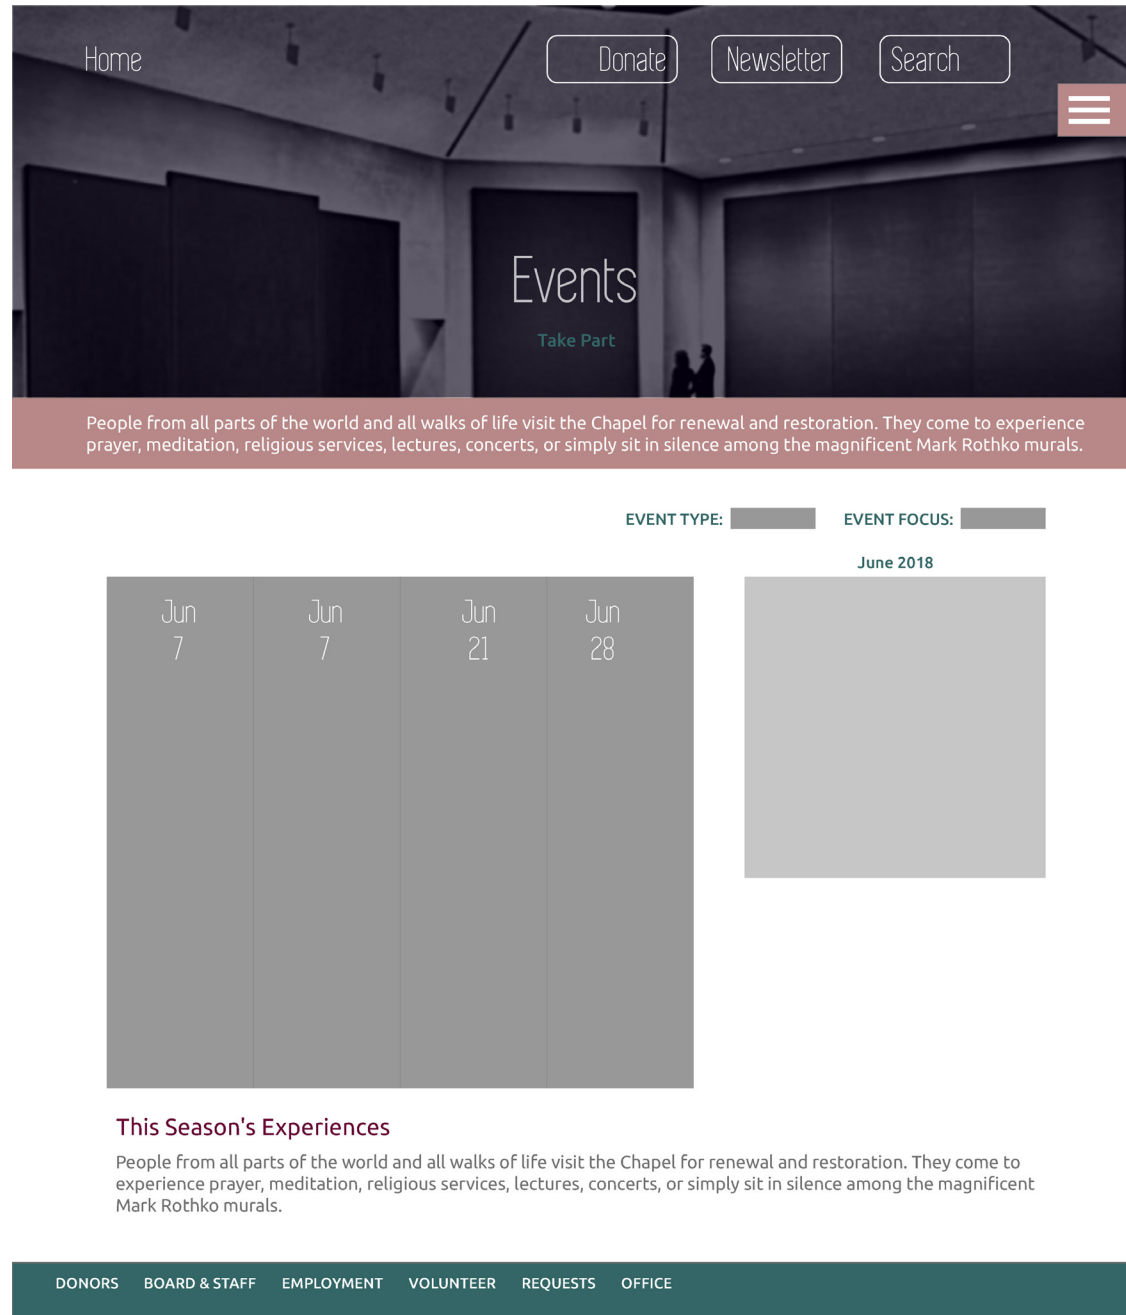 Home
Donate
Newsletter
Search
Events
Take Part
People from all parts of the world and all walks of life visit the Chapel for renewal and restoration. They come to experience
prayer, meditation, religious services, lectures, concerts, or simply sit in silence among the magnificent Mark Rothko murals.
EVENT TYPE:
EVENT FOCUS:
June 2018
Jun
7
Jun
7
Jun
21
Jun
28
This Season's Experiences
People from all parts of the world and all walks of life visit the Chapel for renewal and restoration. They come to
experience prayer, meditation, religious services, lectures, concerts, or simply sit in silence among the magnificent
Mark Rothko murals.
DONORS BOARD & STAFF EMPLOYMENT VOLUNTEER REQUESTS OFFICE